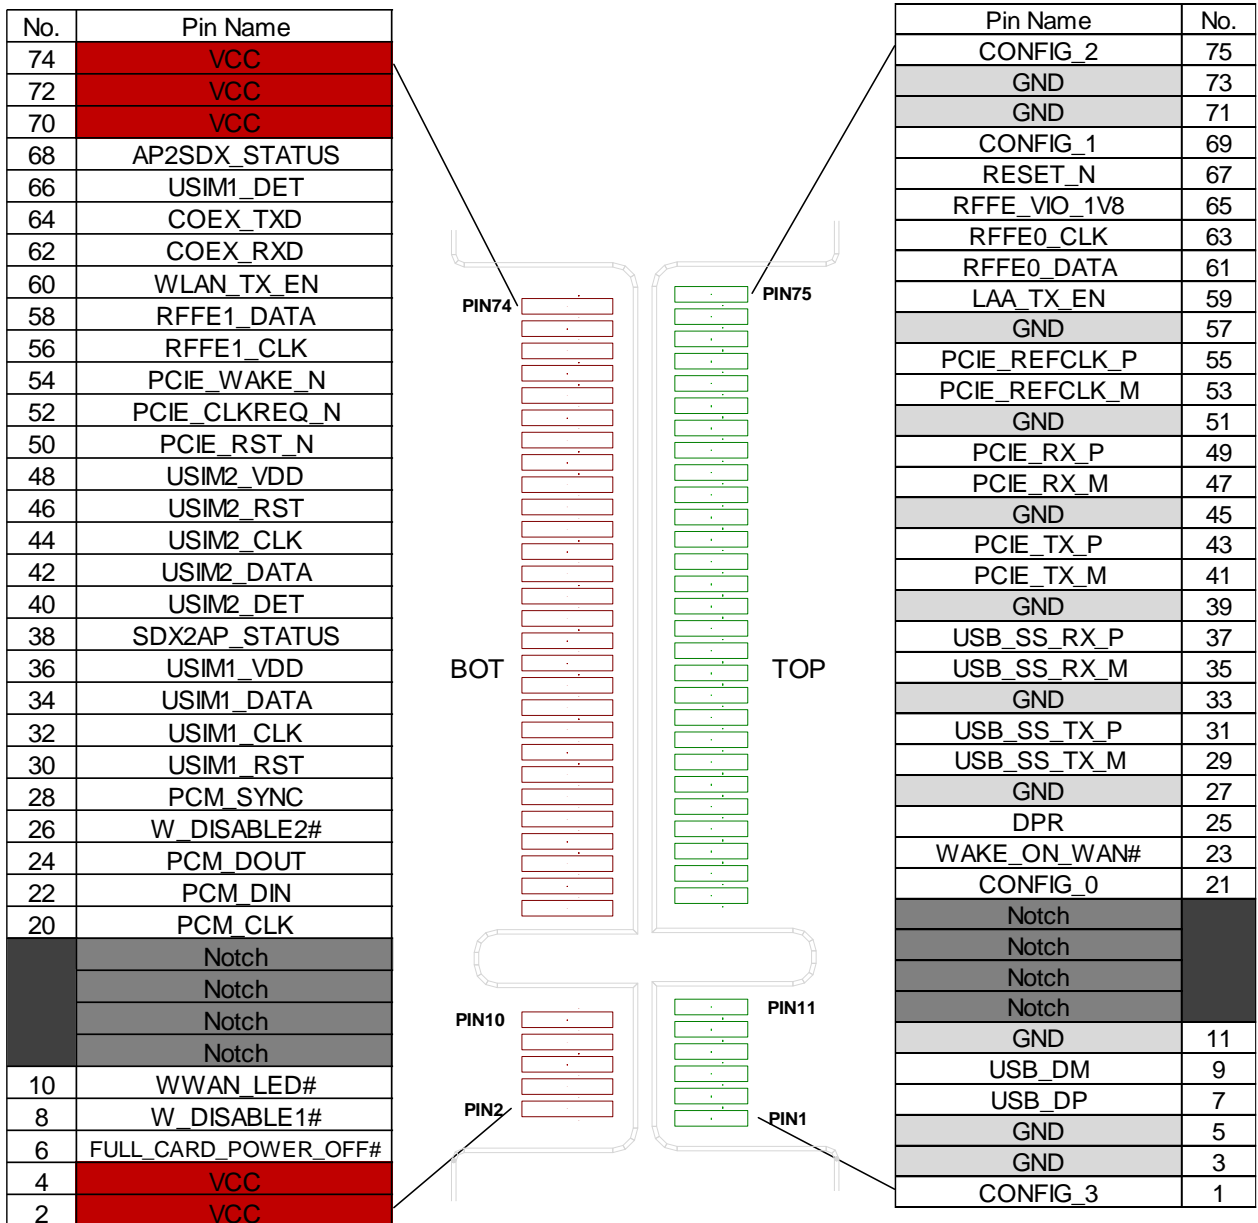 No. Pin Name
74 VCC
72 VCC
70 VCC
68 AP2SDX_STATUS
66 USIM1_DET
64 COEX_TXD
62 COEX_RXD
60 WLAN_TX_EN
58 RFFE1_DATA
56 RFFE1_CLK
54 PCIE_WAKE_N
52 PCIE_CLKREQ_N
50 PCIE_RST_N
48 USIM2_VDD
46 USIM2_RST
44 USIM2_CLK
42 USIM2_DATA
40 USIM2_DET
38 SDX2AP_STATUS
36 USIM1_VDD
34 USIM1_DATA
32 USIM1_CLK
30 USIM1_RST
28 PCM_SYNC
26 W_DISABLE2#
24 PCM_DOUT
22 PCM_DIN
20 PCM_CLK
Notch
Notch
Notch
Notch
10 WWAN_LED#
8 W_DISABLE1#
6 FULL_CARD_POWER_OFF#
4 VCC
2 VCC
PIN74
BOT
PIN10
PIN2
PIN75
TOP
PIN11
PIN1
Pin Name No.
CONFIG_2 75
GND 73
GND 71
CONFIG_1 69
RESET_N 67
RFFE_VIO_1V8 65
RFFE0_CLK 63
RFFE0_DATA 61
LAA_TX_EN 59
GND 57
PCIE_REFCLK_P 55
PCIE_REFCLK_M 53
GND 51
PCIE_RX_P 49
PCIE_RX_M 47
GND 45
PCIE_TX_P 43
PCIE_TX_M 41
GND 39
USB_SS_RX_P 37
USB_SS_RX_M 35
GND 33
USB_SS_TX_P 31
USB_SS_TX_M 29
GND 27
DPR 25
WAKE_ON_WAN# 23
CONFIG_0 21
Notch
Notch
Notch
Notch
GND 11
USB_DM 9
USB_DP 7
GND 5
GND 3
CONFIG_3 1